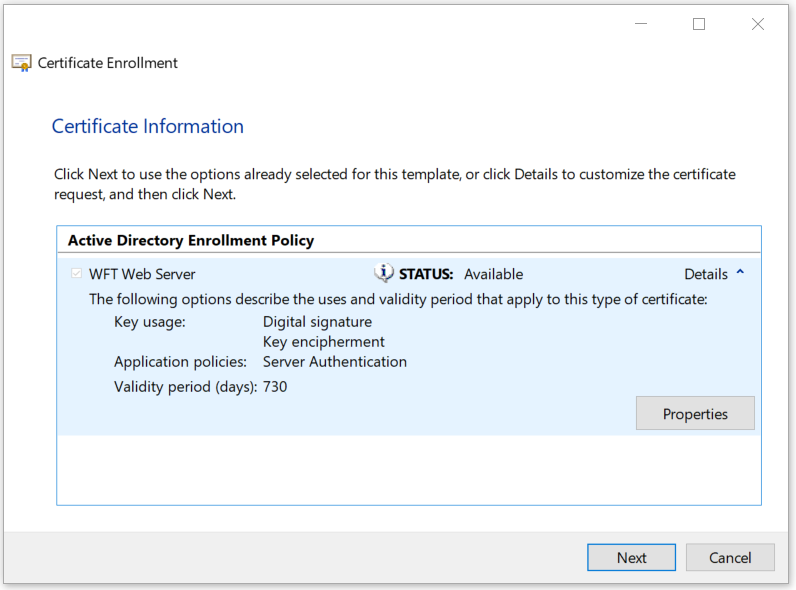 Certificate Enrollment
Certificate Information
Click Next to use the options already selected for this template, or click Details to customize the certificate
request, and then click Next.
Active Directory Enrollment Policy
WFT Web Server STATUS: Available Details
The following options describe the uses and validity period that apply to this type of certificate:
Key usage: Digital signature
Key encipherment
Application policies: Server Authentication
Validity period (days): 730
Properties
Next Cancel